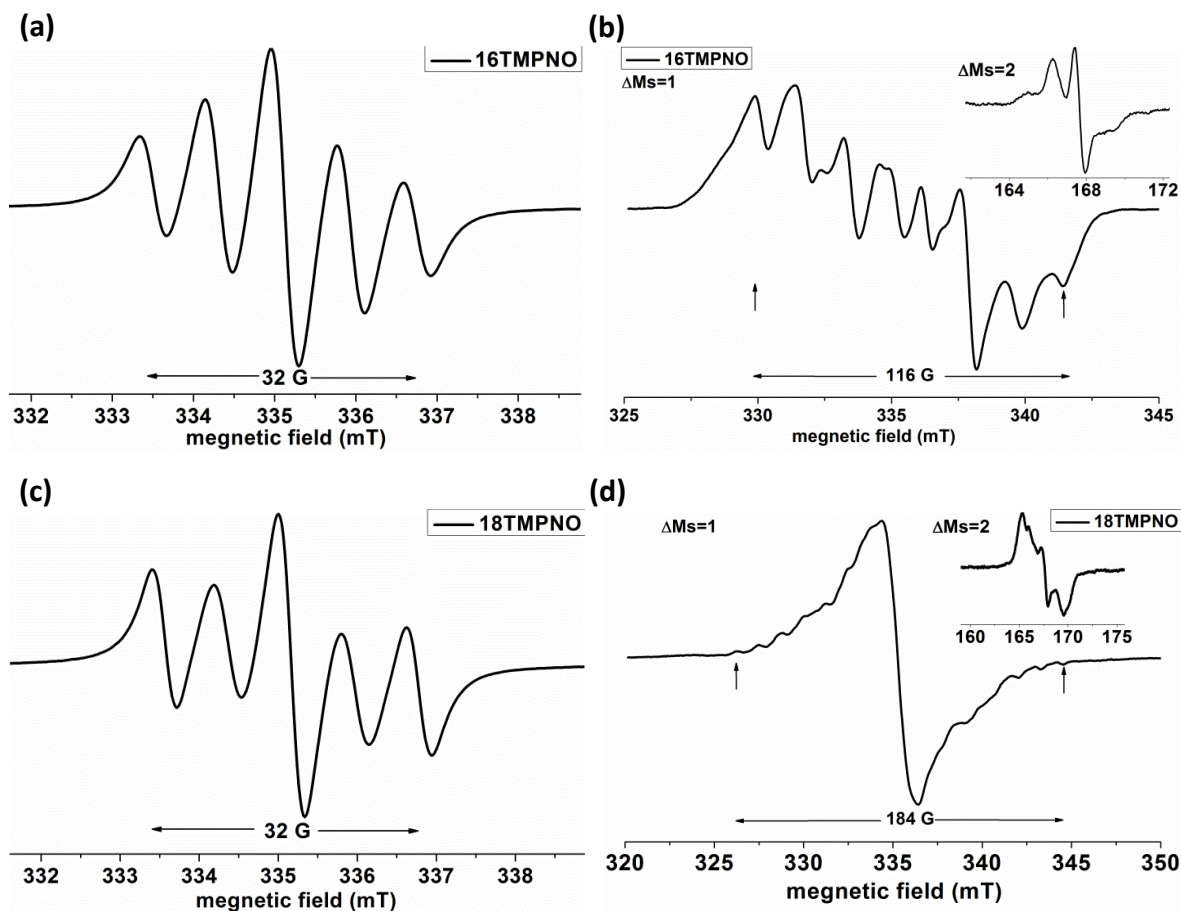 (a)
16TMPNO
32 G
332 333 334 335 336 337 338
megnetic field (mT)
(b)
16TMPNO
ΔMs=1
ΔMs=2
164 168 172
116 G
325 330 335 340 345
megnetic field (mT)
(c)
18TMPNO
32 G
332 333 334 335 336 337 338
megnetic field (mT)
(d)
ΔMs=1
ΔMs=2
18TMPNO
160 165 170 175
184 G
320 325 330 335 340 345 350
megnetic field (mT)